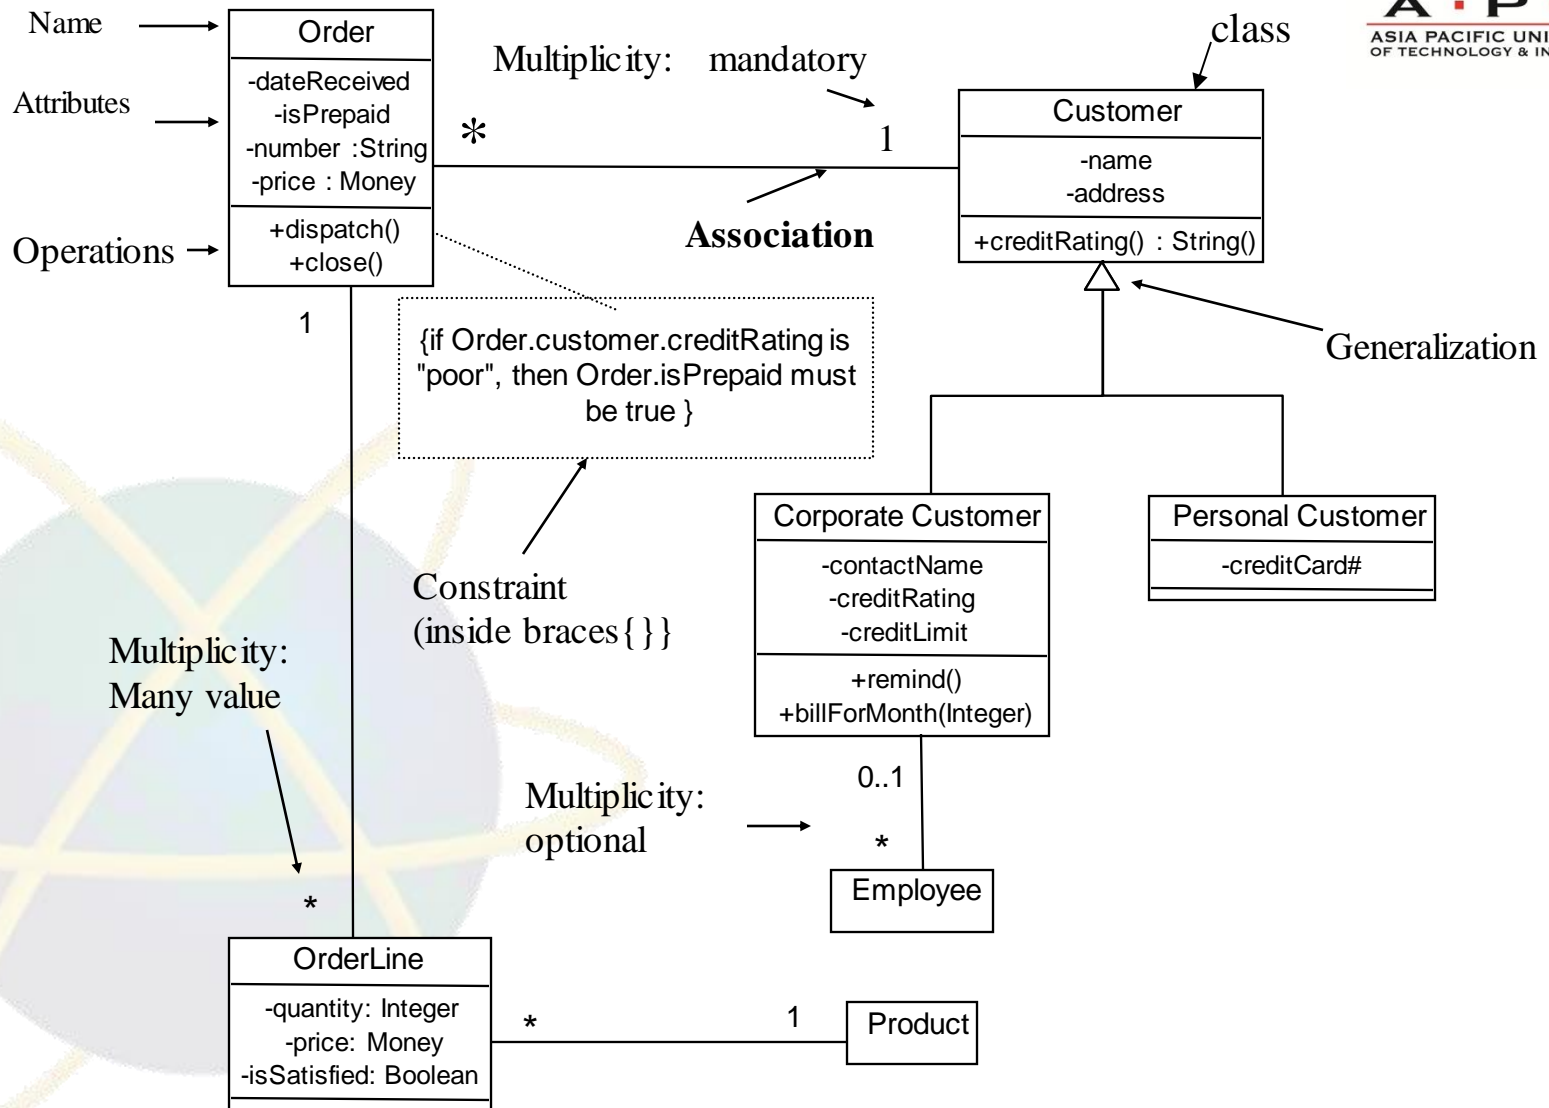 Name
Order
Attributes
-dateReceived
-isPrepaid
-number :String
-price : Money
Operations
+dispatch()
+close()
Multiplicity: mandatory
*
1
Association
class
ASIA PACIFIC UNI
OF TECHNOLOGY & IN
Customer
-name
-address
+creditRating() : String()
Generalization
1
{if Order.customer.creditRating is
"poor", then Order.isPrepaid must
be true }
Constraint
(inside braces{}}
Corporate Customer
-contactName
-creditRating
-creditLimit
+remind()
+billForMonth(Integer)
Personal Customer
-creditCard#
Multiplicity:
Many value
*
Multiplicity:
optional
0..1
*
Employee
OrderLine
-quantity: Integer
-price: Money
-isSatisfied: Boolean
*
1
Product